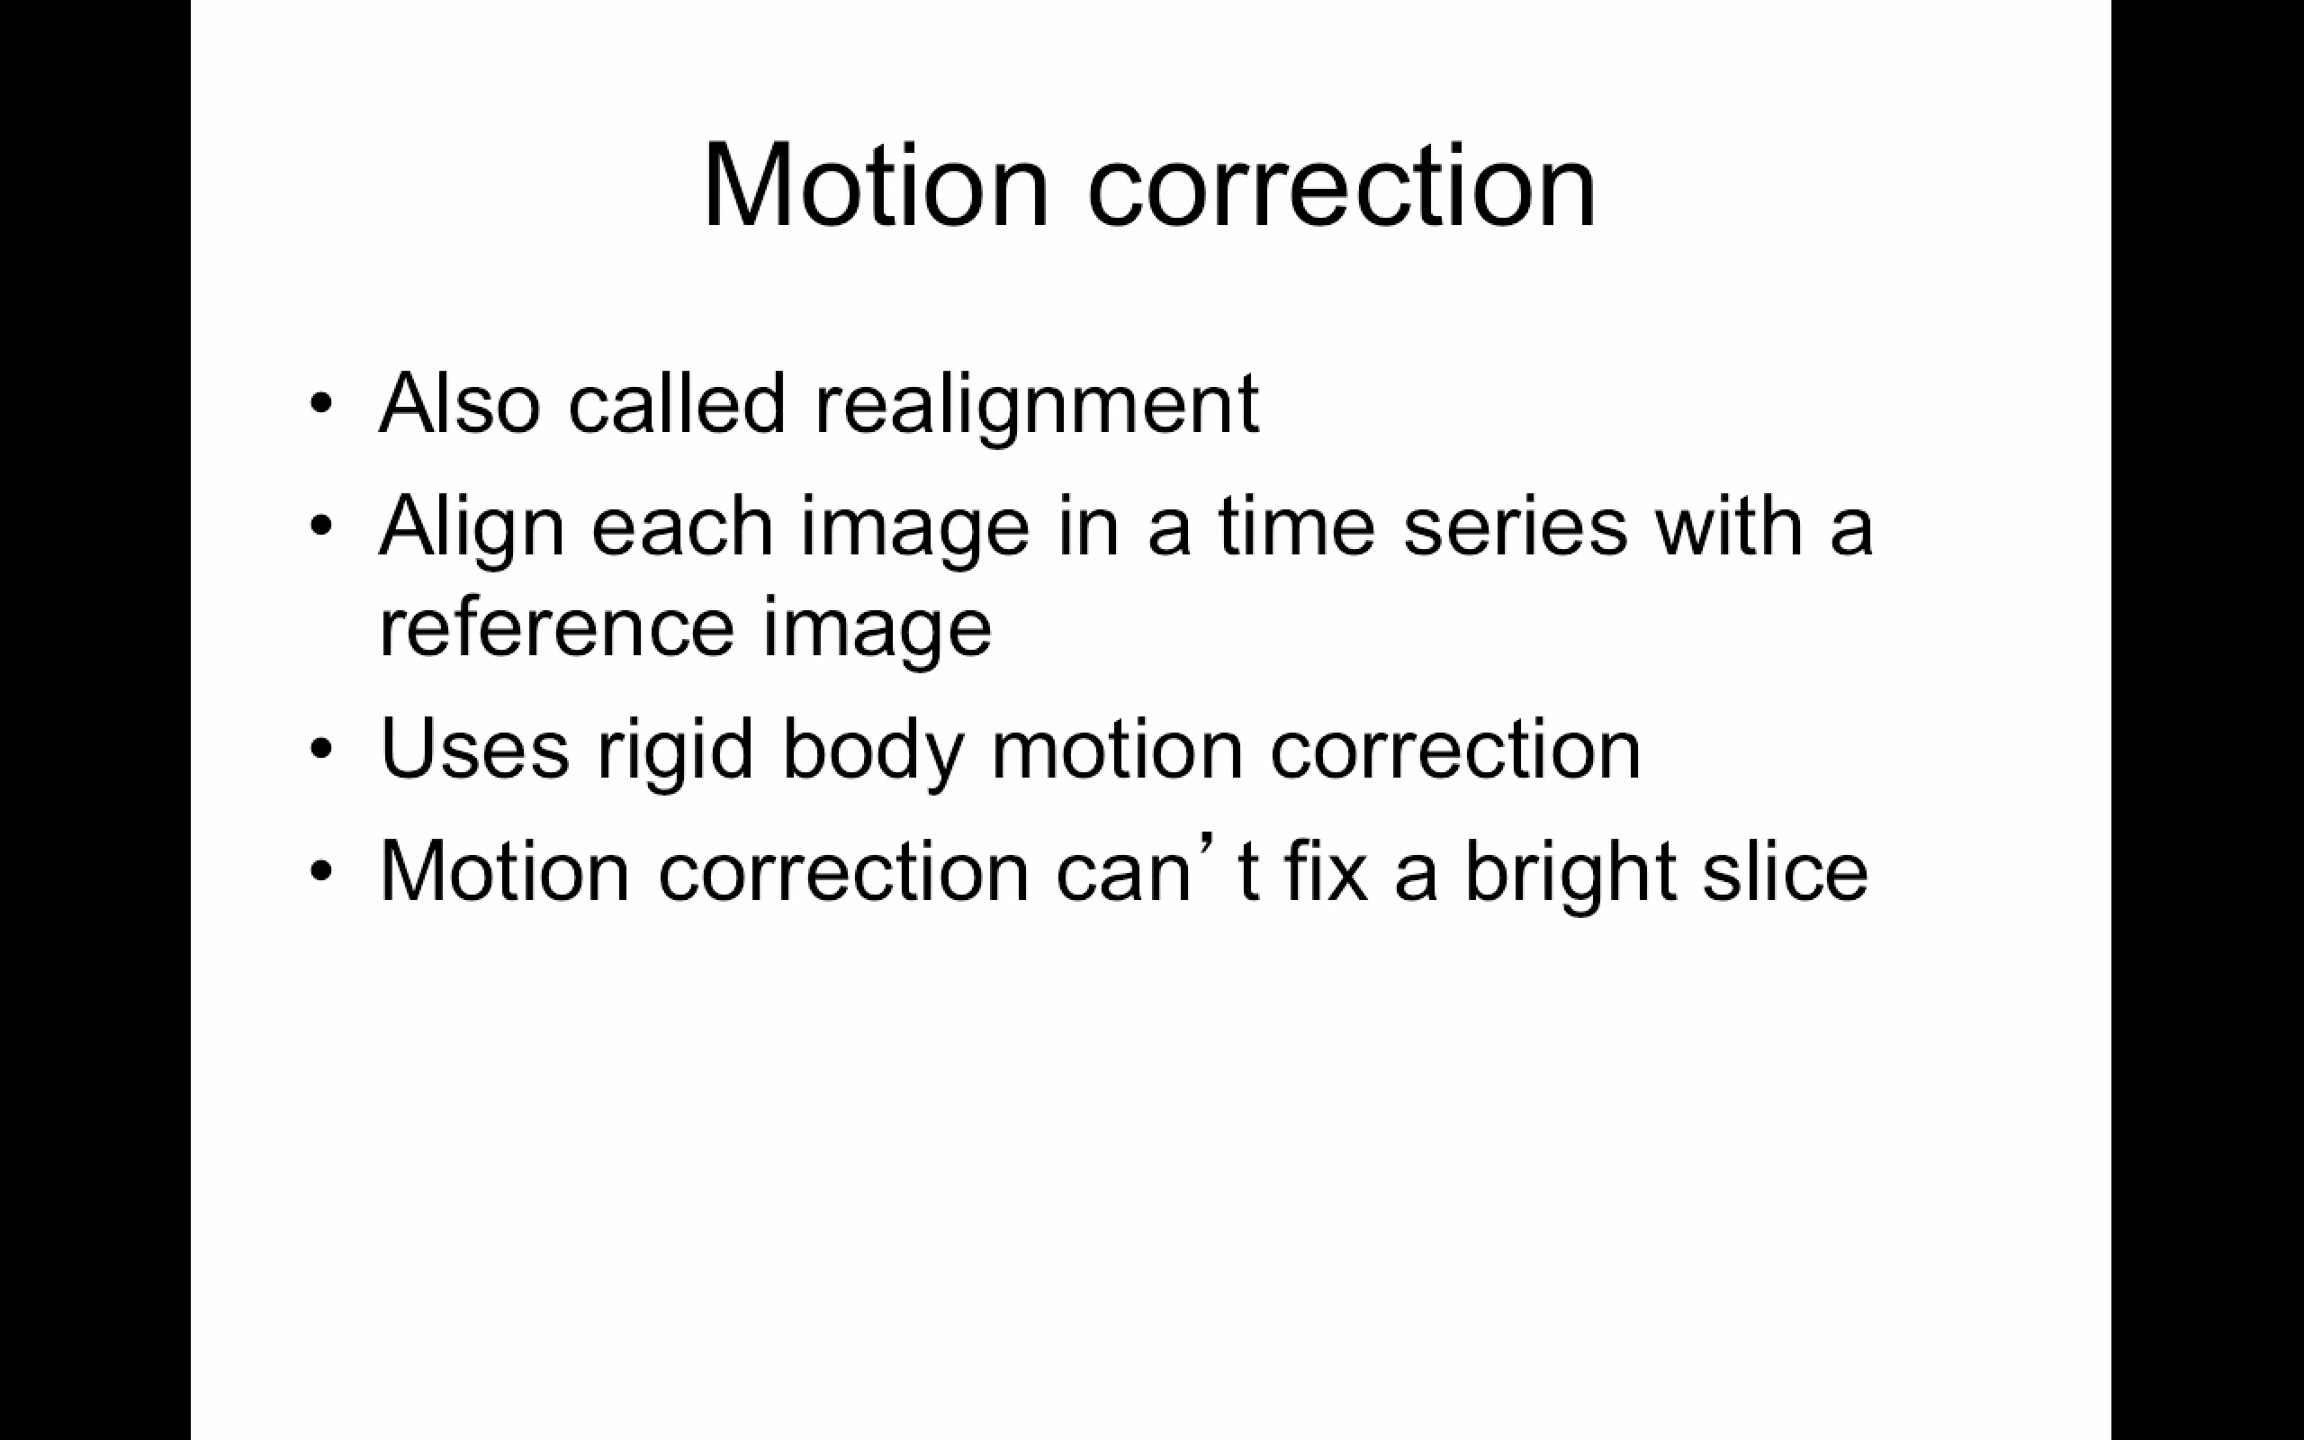 Motion correction
• Also called realignment
• Align each image in a time series with a
reference image
• Uses rigid body motion correction
• Motion correction can’t fix a bright slice